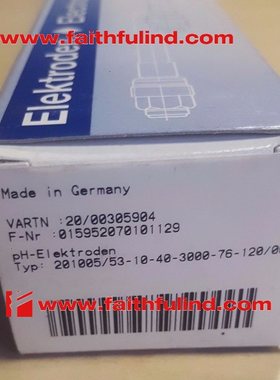 www.faithfulind.com
Elektroden
Made in Germany
VARTN :20/00305904
F-Nr :015952070101129
pH-Elektroden
Typ: 201005/53-10-40-3000-76-120/0
www.faithfulind.com